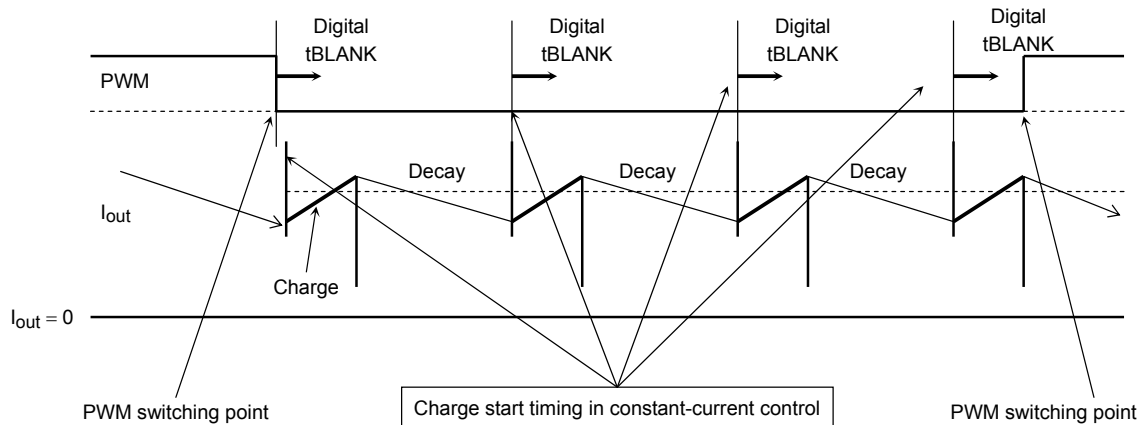 Digital
tBLANK
Digital
tBLANK
Digital
tBLANK
Digital
tBLANK
PWM
Decay
Decay
Decay
Iout
Charge
Iout = 0
PWM switching point
Charge start timing in constant-current control
PWM switching point